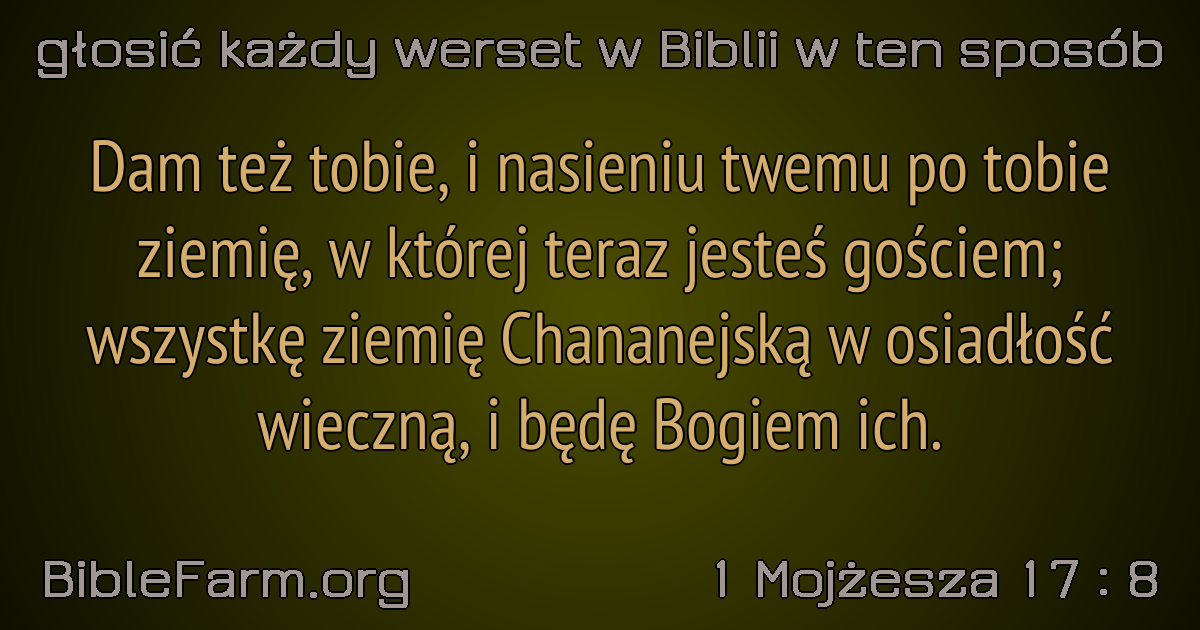 głosić każdy werset w Biblii w ten sposób
Dam też tobie, i nasieniu twemu po tobie
ziemię, w której teraz jesteś gościem;
wszystkę ziemię Chananejską w osiadłość
wieczną, i będę Bogiem ich.
BibleFarm.org
1 Mojżesza 17 : 8